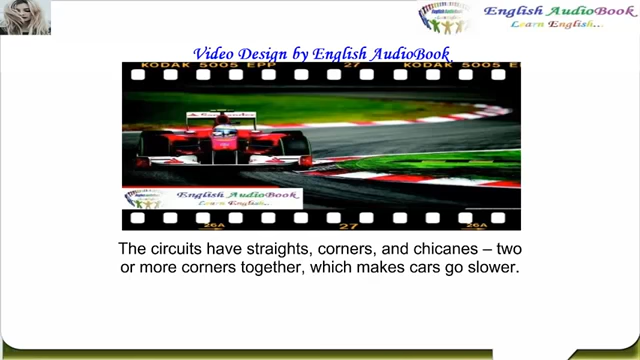 English AudioBook
Learn English...
Video Design by English AudioBook
KODAK 5005 EPP 27 KODAK 5005 E
Santander
English AudioBook
Learn English...
26A 27 26A
The circuits have straights, corners, and chicanes – two
or more corners together, which makes cars go slower.